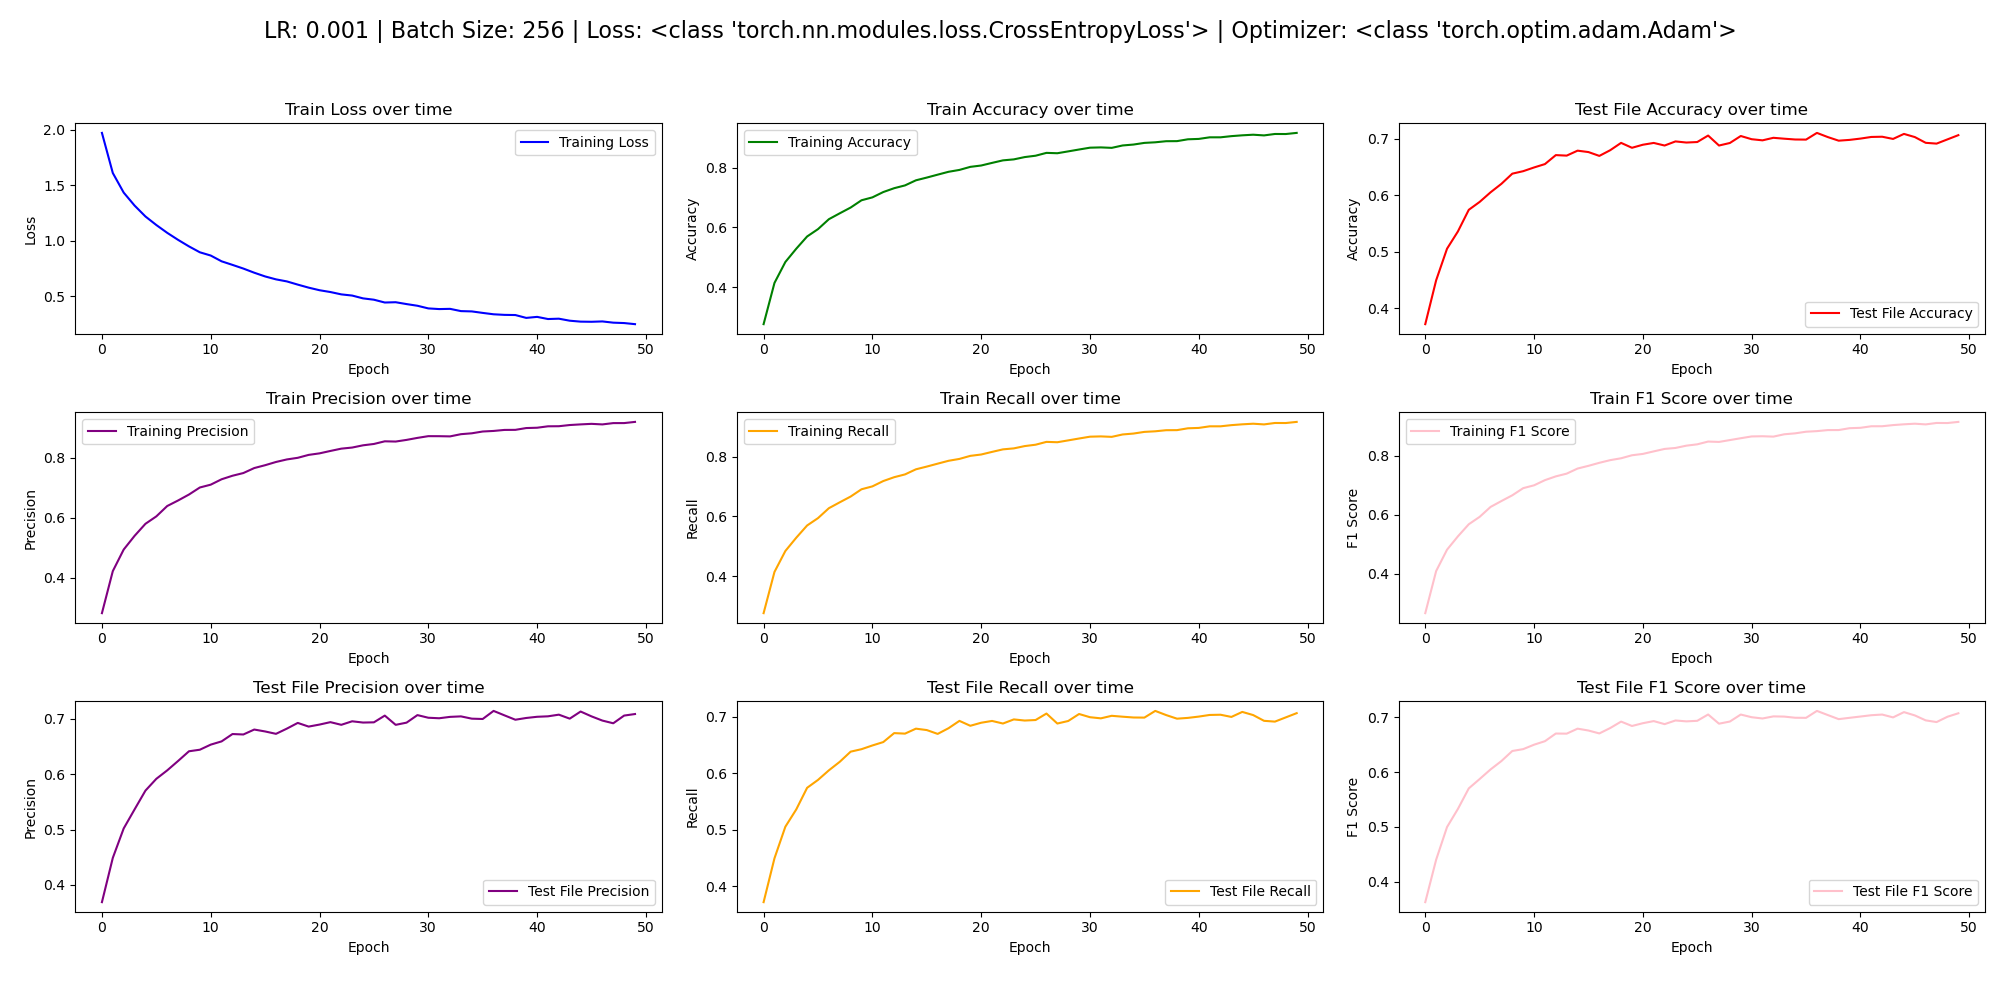 LR: 0.001 | Batch Size: 256 | Loss: <class 'torch.nn.modules.loss.CrossEntropyLoss'> | Optimizer: <class 'torch.optim.adam.Adam'>
Train Loss over time
2.0
1.5
1.0
0.5
Loss
Training Loss
0 10 20 30 40 50
Epoch
Train Accuracy over time
0.8
0.6
0.4
Accuracy
Training Accuracy
0 10 20 30 40 50
Epoch
Test File Accuracy over time
0.7
0.6
0.5
0.4
Accuracy
Test File Accuracy
0 10 20 30 40 50
Epoch
Train Precision over time
0.8
0.6
0.4
Precision
Training Precision
0 10 20 30 40 50
Epoch
Train Recall over time
0.8
0.6
0.4
Recall
Training Recall
0 10 20 30 40 50
Epoch
Train F1 Score over time
0.8
0.6
0.4
F1 Score
Training F1 Score
0 10 20 30 40 50
Epoch
Test File Precision over time
0.7
0.6
0.5
0.4
Precision
Test File Precision
0 10 20 30 40 50
Epoch
Test File Recall over time
0.7
0.6
0.5
0.4
Recall
Test File Recall
0 10 20 30 40 50
Epoch
Test File F1 Score over time
0.7
0.6
0.5
0.4
F1 Score
Test File F1 Score
0 10 20 30 40 50
Epoch